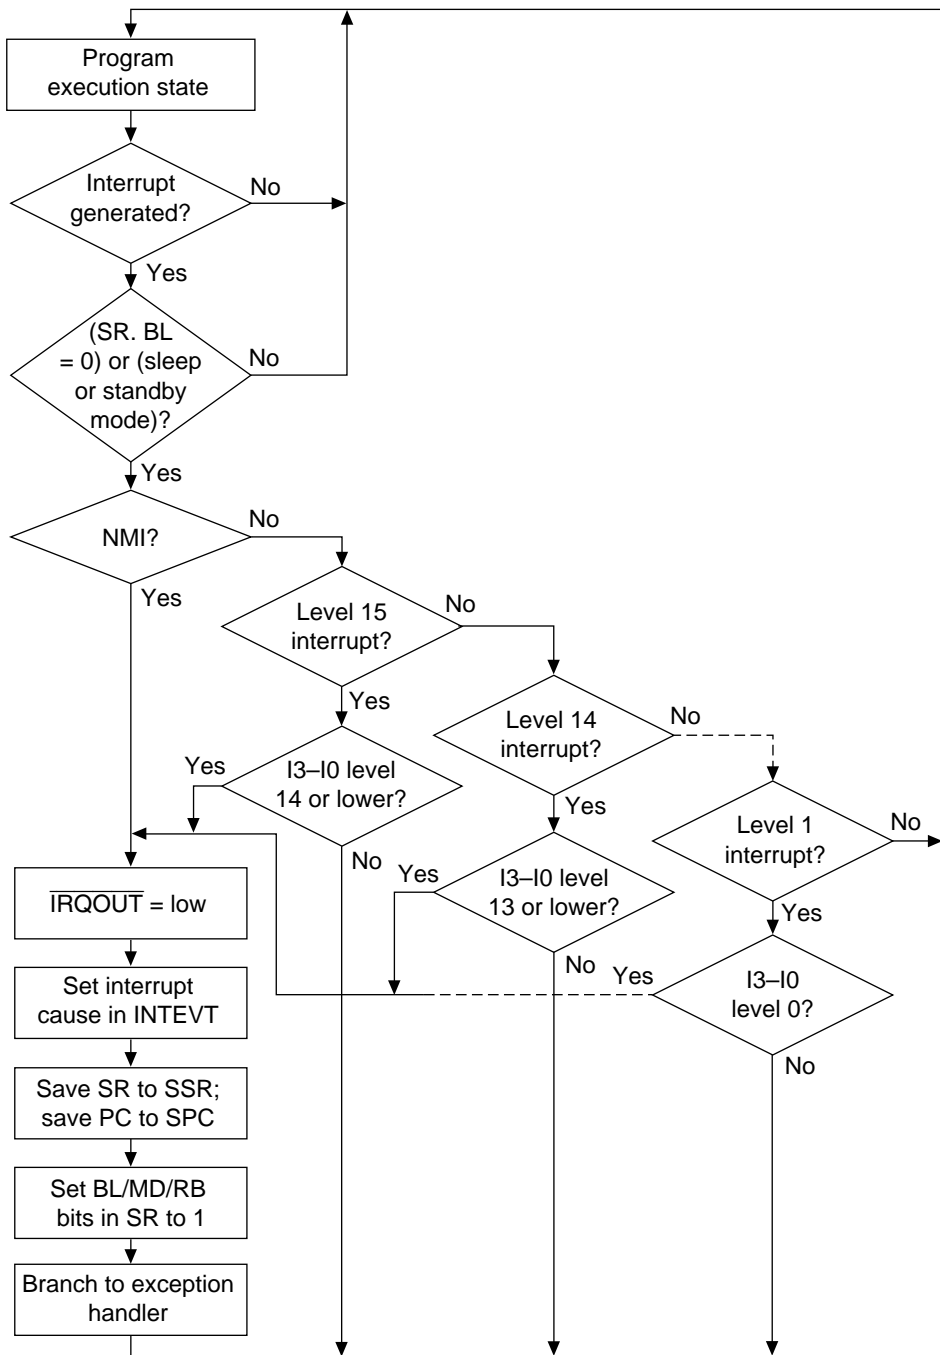 Program
execution state
Interrupt
generated?
No
Yes
(SR. BL
= 0) or (sleep
or standby
mode)?
No
Yes
NMI?
No
Yes
Level 15
interrupt?
No
Yes
Level 14
interrupt?
No
Yes
I3–I0 level
14 or lower?
Yes
No
Level 1
interrupt?
No
Yes
I3–I0 level
13 or lower?
Yes
No
I3–I0
level 0?
Yes
No
IRQOUT = low
Set interrupt
cause in INTEVT
Save SR to SSR;
save PC to SPC
Set BL/MD/RB
bits in SR to 1
Branch to exception
handler